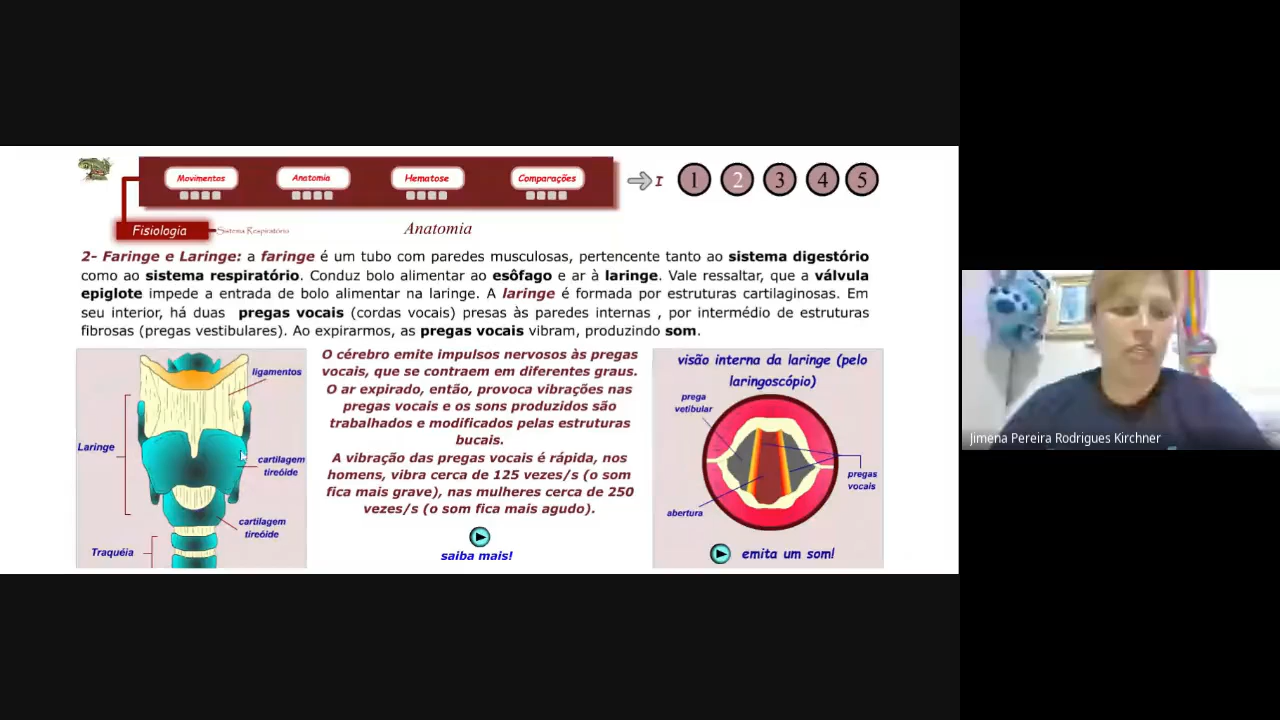 Movimentos
Anatomia
Hematose
Comparações
I
1
2
3
4
5
Fisiologia
Sistema Respiratório
Anatomia
2- Faringe e Laringe: a faringe é um tubo com paredes musculosas, pertencente tanto ao sistema digestório
como ao sistema respiratório. Conduz bolo alimentar ao esôfago e ar à laringe. Vale ressaltar, que a válvula
epiglote impede a entrada de bolo alimentar na laringe. A laringe é formada por estruturas cartilaginosas. Em
seu interior, há duas pregas vocais (cordas vocais) presas às paredes internas , por intermédio de estruturas
fibrosas (pregas vestibulares). Ao expirarmos, as pregas vocais vibram, produzindo som.
ligamentos
Laringe
cartilagem
tireóide
cartilagem
tireóide
Traquéia
O cérebro emite impulsos nervosos às pregas
vocais, que se contraem em diferentes graus.
O ar expirado, então, provoca vibrações nas
pregas vocais e os sons produzidos são
trabalhados e modificados pelas estruturas
bucais.
A vibração das pregas vocais é rápida, nos
homens, vibra cerca de 125 vezes/s (o som
fica mais grave), nas mulheres cerca de 250
vezes/s (o som fica mais agudo).
saiba mais!
visão interna da laringe (pelo
laringoscópio)
prega
vetibular
pregas
vocais
abertura
emita um som!
Jimena Pereira Rodrigues Kirchner